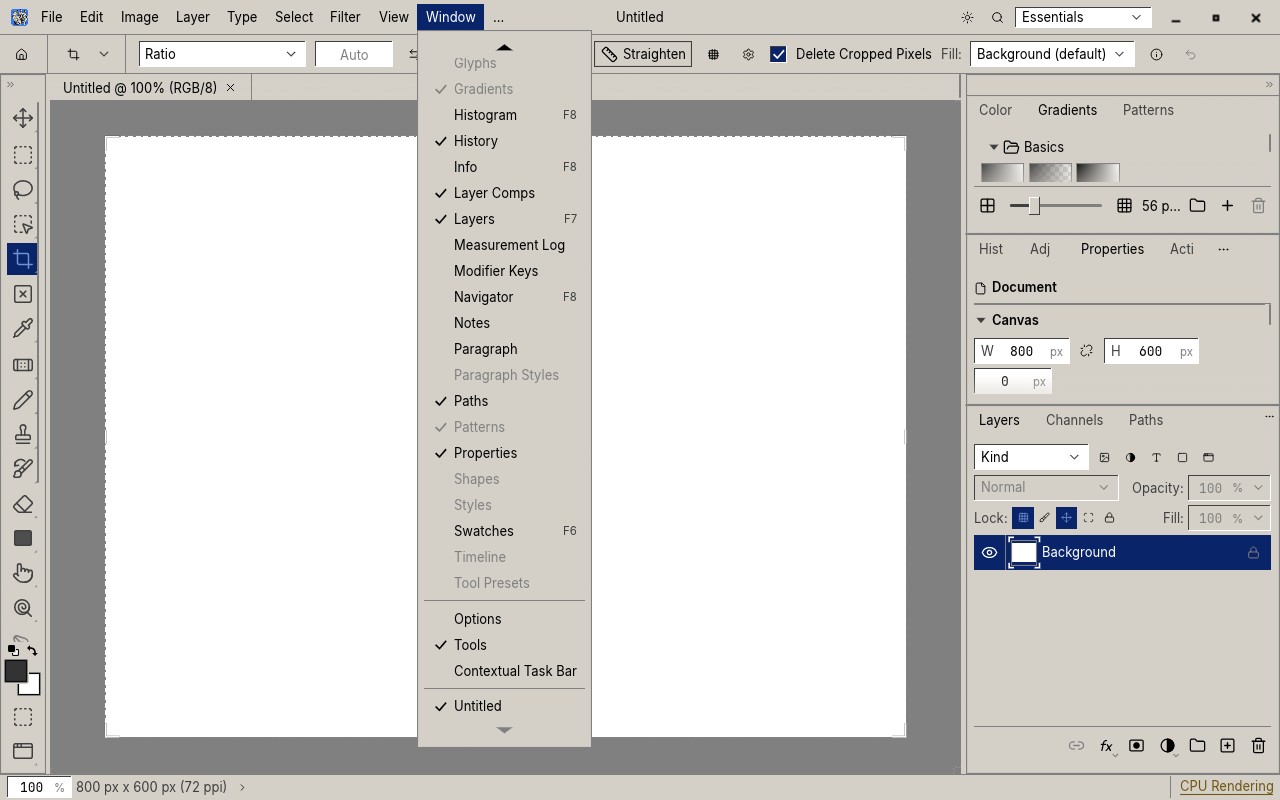 File Edit Image Layer Type Select Filter View Window ... Untitled Essentials
Ratio Auto Straighten Delete Cropped Pixels Fill: Background (default)
Untitled @ 100% (RGB/8)
Glyphs
Gradients
Histogram F8
History
Info F8
Layer Comps
Layers F7
Measurement Log
Modifier Keys
Navigator F8
Notes
Paragraph
Paragraph Styles
Paths
Patterns
Properties
Shapes
Styles
Swatches F6
Timeline
Tool Presets
Options
Tools
Contextual Task Bar
Untitled
Color Gradients Patterns
Basics
56 p...
Hist Adj Properties Acti
Document
Canvas
W 800 px H 600 px
0 px
Layers Channels Paths
Kind
Normal Opacity: 100 %
Lock: Fill: 100 %
Background
fx
100 % 800 px x 600 px (72 ppi) CPU Rendering